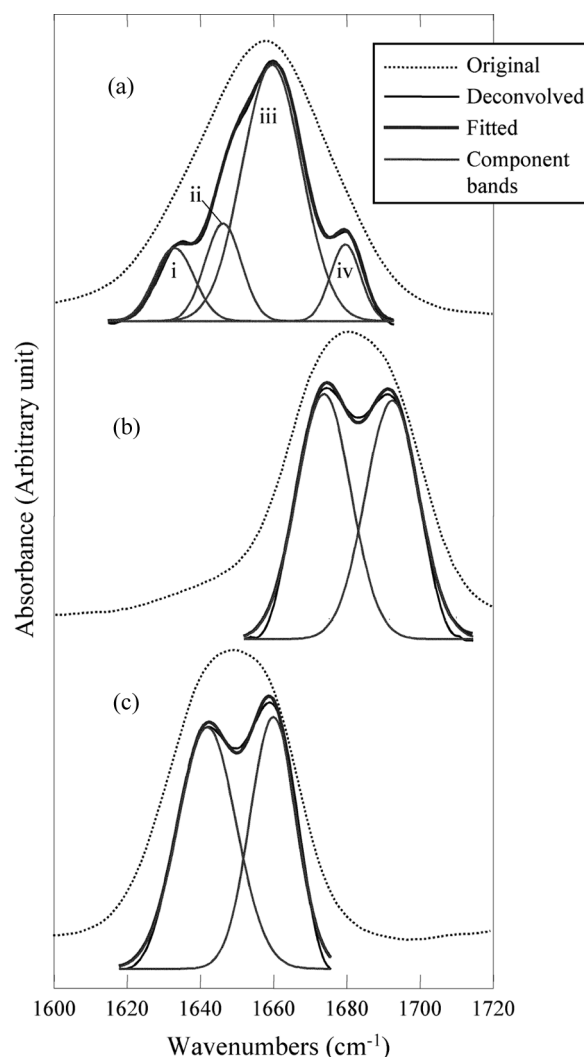 (a)
Original
Deconvolved
Fitted
Component
bands
iii
ii
i
iv
(b)
(c)
Absorbance (Arbitrary unit)
1600 1620 1640 1660 1680 1700 1720
Wavenumbers (cm-1)